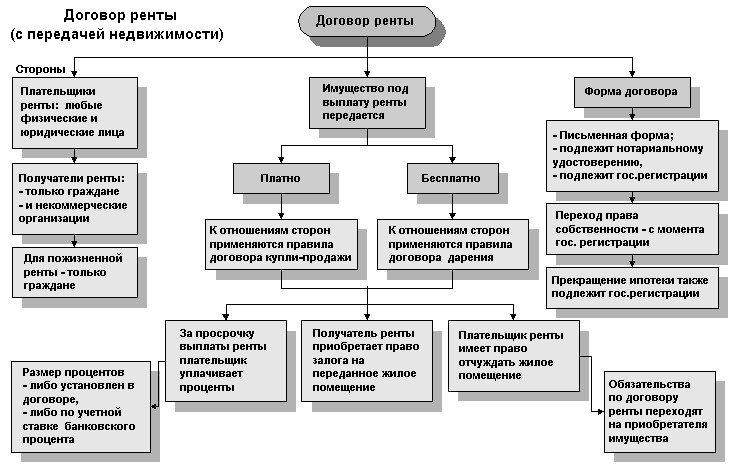 Договор ренты
(с передачей недвижимости)
Договор ренты
Стороны
Плательщики
ренты: любые
физические и
юридические лица
Получатели ренты:
- только граждане
- и некоммерческие
организации
Для пожизненной
ренты - только
граждане
Имущество под
выплату ренты
передается
Платно
Бесплатно
К отношениям сторон
применяются правила
договора купли-продажи
К отношениям сторон
применяются правила
договора дарения
Форма договора
- Письменная форма;
- подлежит нотариальному
удостоверению,
- подлежит гос.регистрации
Переход права
собственности - с момента
гос. регистрации
Прекращение ипотеки также
подлежит гос.регистрации
За просрочку
выплаты ренты
плательщик
уплачивает
проценты
Получатель ренты
приобретает право
залога на
переданное жилое
помещение
Плательщик ренты
имеет право
отчуждать жилое
помещение
Размер процентов
- либо установлен в
договоре,
- либо по учетной
ставке банковского
процента
Обязательства
по договору
ренты переходят
на приобретателя
имущества